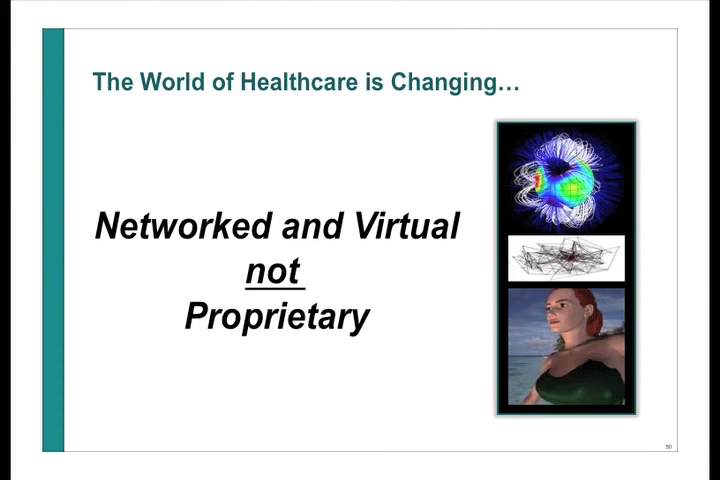 The World of Healthcare is Changing…
Networked and Virtual
not
Proprietary
50